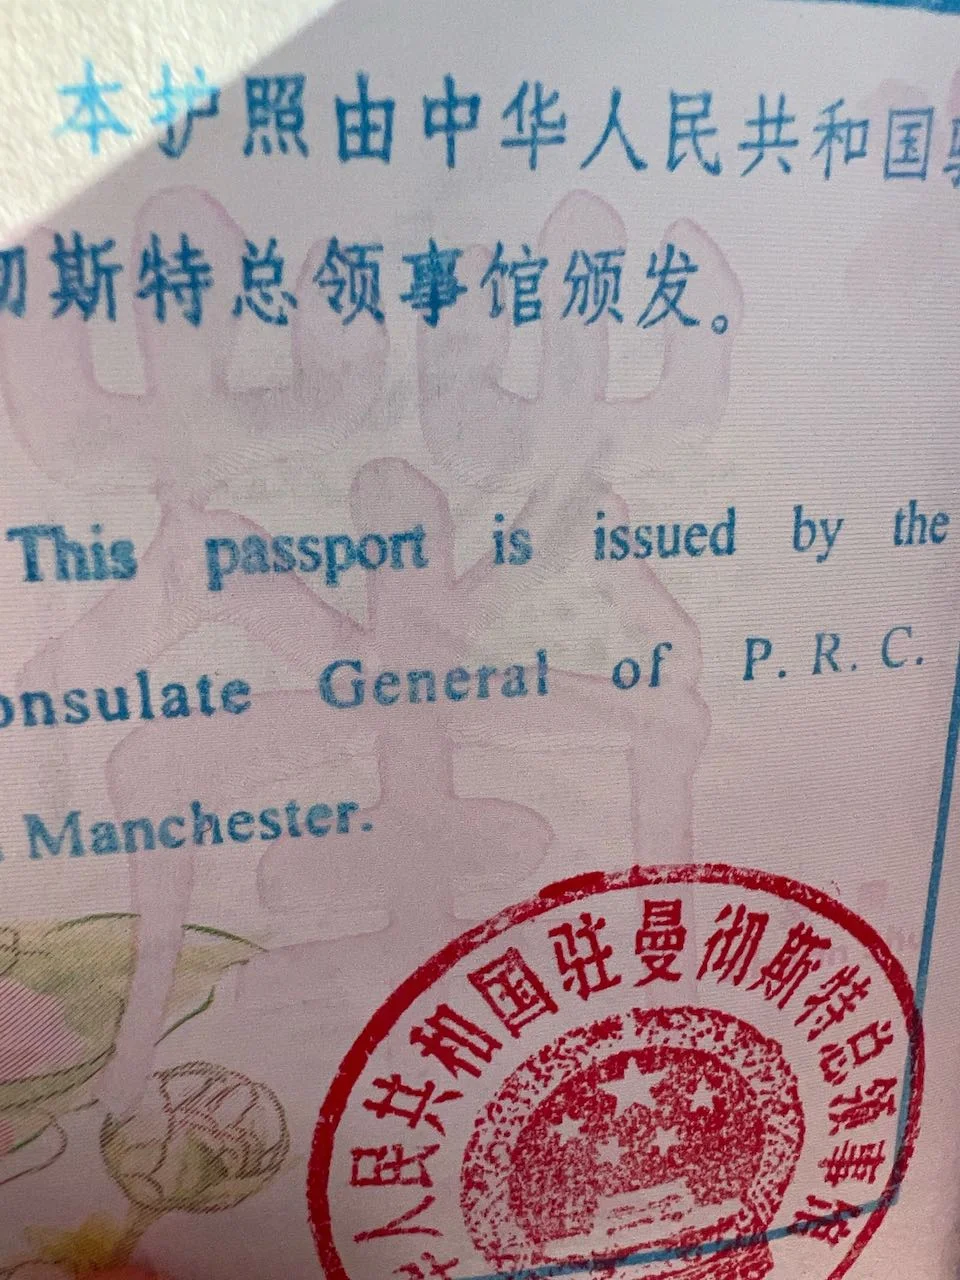 本护照由中华人民共和国驻
彻斯特总领事馆颁发。
This passport is issued by the
onsulate General of P. R. C.
. Manchester.
华人民共和国驻曼彻斯特总领事馆